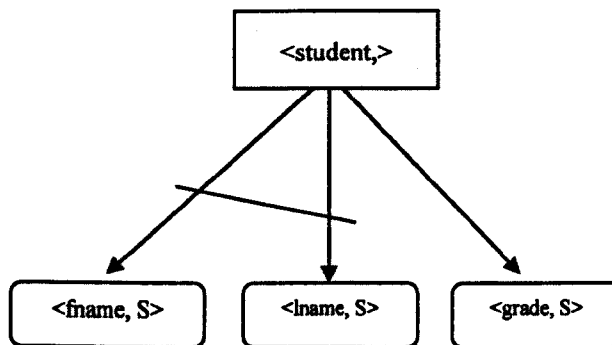 <student,>
<fname, S>
<lname, S>
<grade, S>